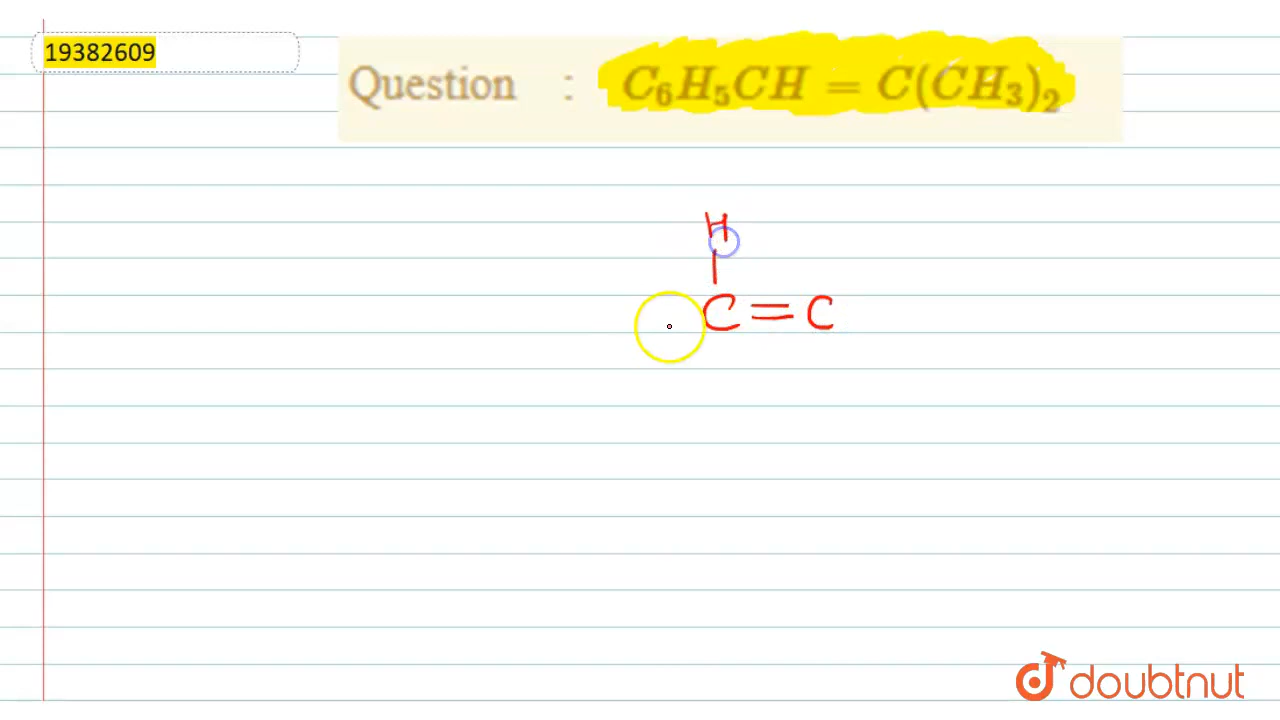 19382609
Question : C₆H₅CH = C(CH₃)₂
H
C = C
doubtnut